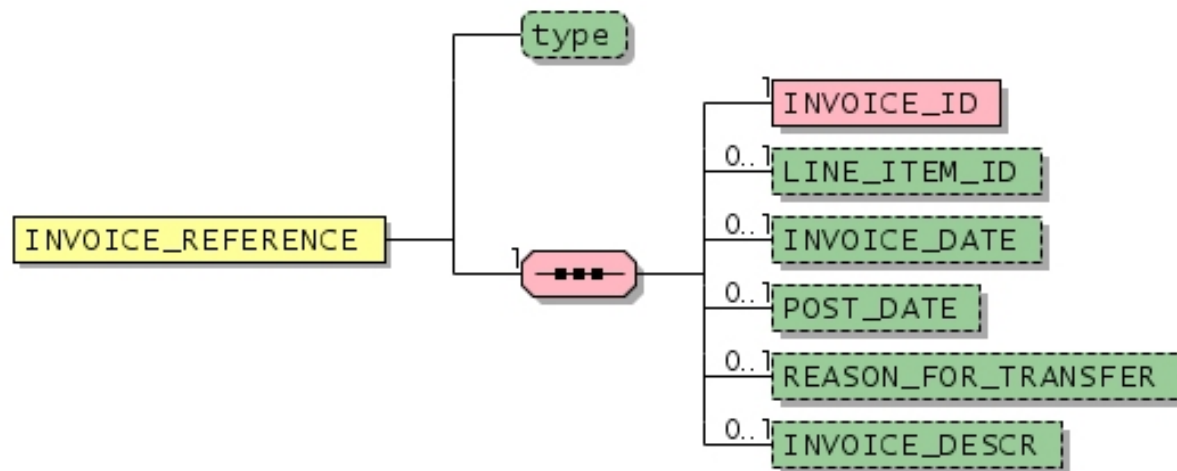 type
1
INVOICE_ID
0..1
LINE_ITEM_ID
INVOICE_REFERENCE
1
0..1
INVOICE_DATE
0..1
POST_DATE
0..1
REASON_FOR_TRANSFER
0..1
INVOICE_DESCR